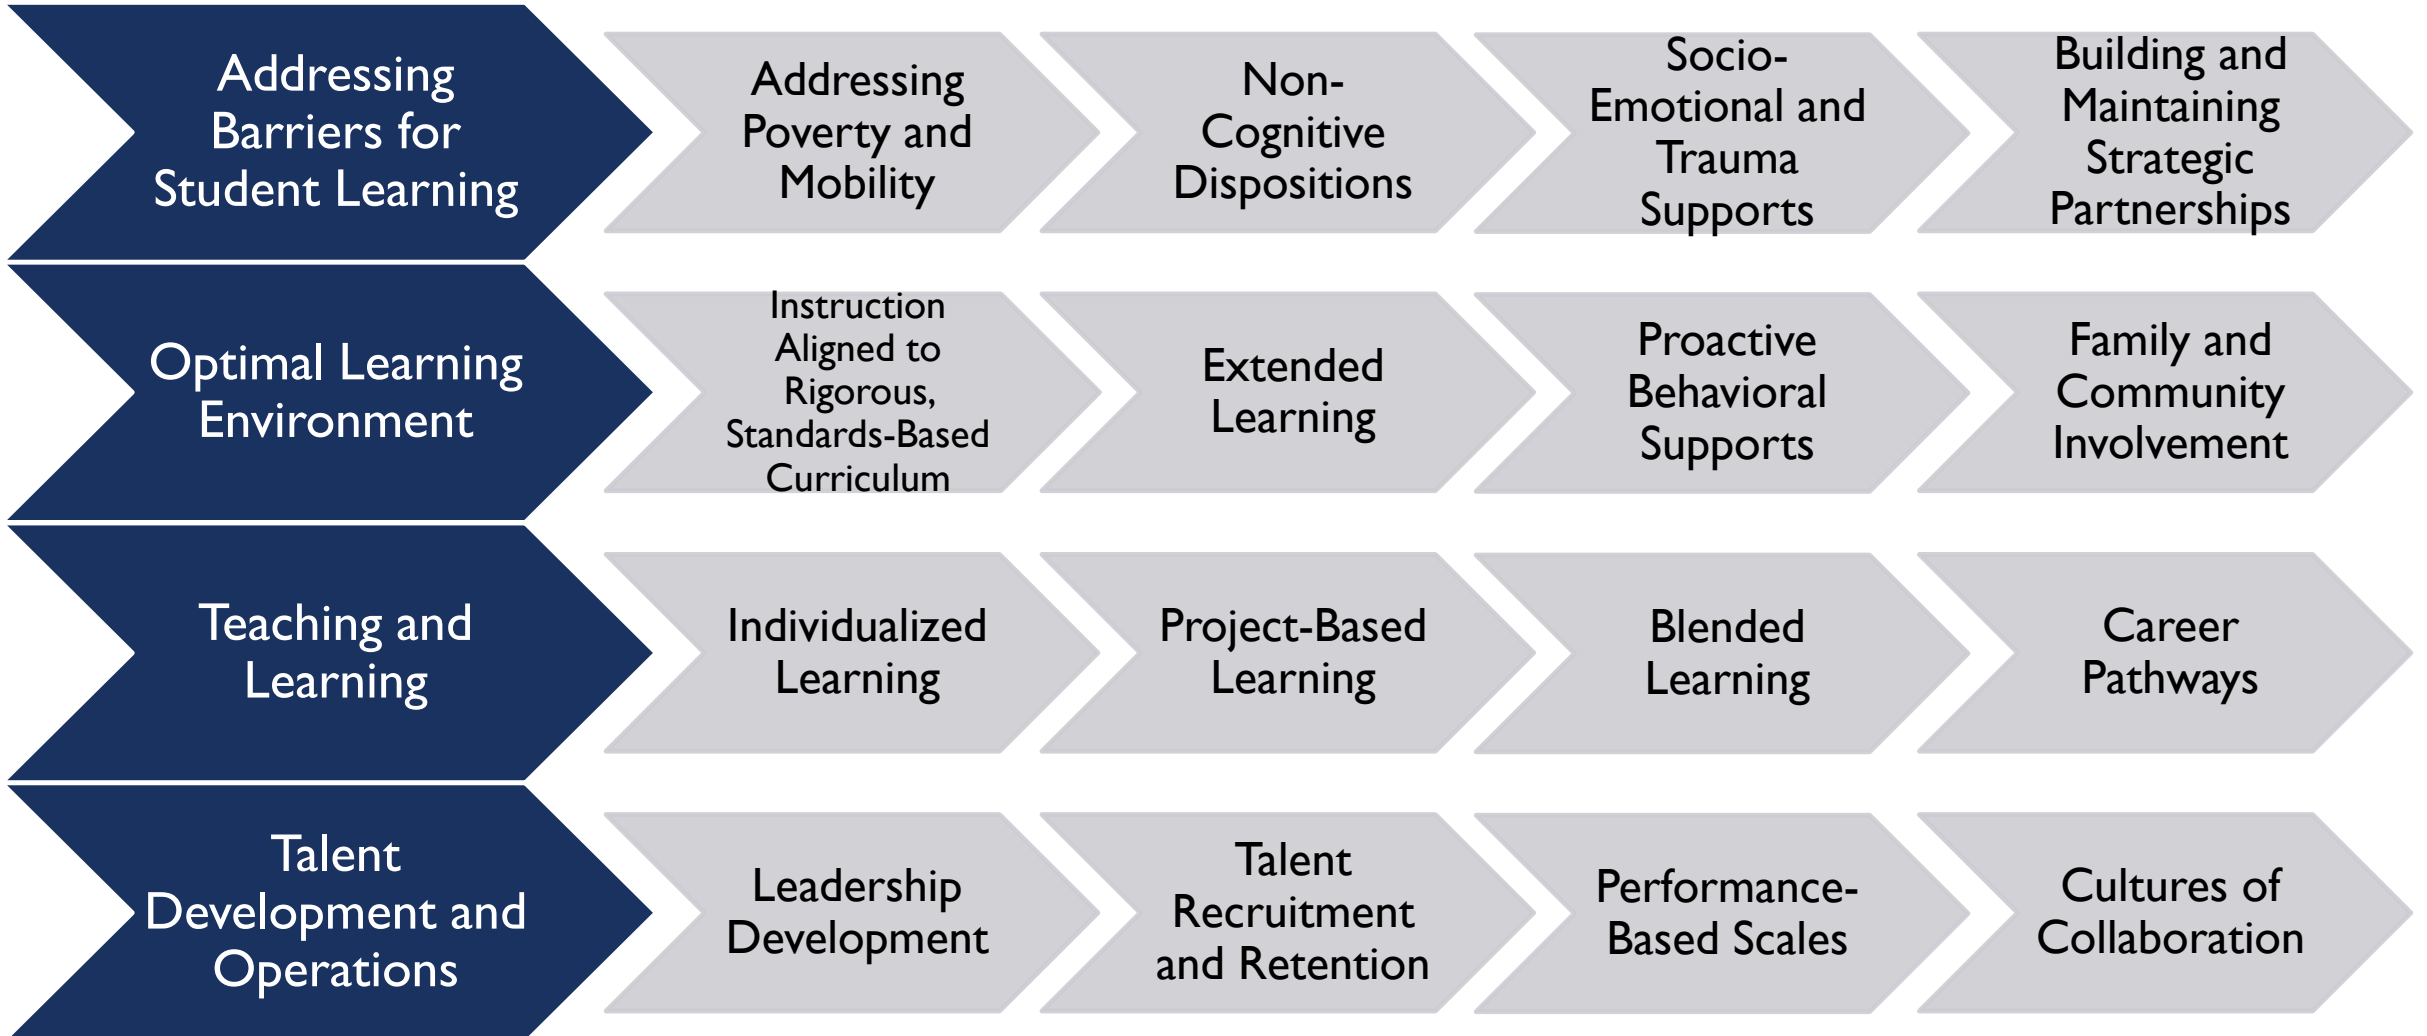 Addressing
Barriers for
Student Learning
Addressing
Poverty and
Mobility
Non-
Cognitive
Dispositions
Socio-
Emotional and
Trauma
Supports
Building and
Maintaining
Strategic
Partnerships
Optimal Learning
Environment
Instruction
Aligned to
Rigorous,
Standards-Based
Curriculum
Extended
Learning
Proactive
Behavioral
Supports
Family and
Community
Involvement
Teaching and
Learning
Individualized
Learning
Project-Based
Learning
Blended
Learning
Career
Pathways
Talent
Development and
Operations
Leadership
Development
Talent
Recruitment
and Retention
Performance-
Based Scales
Cultures of
Collaboration